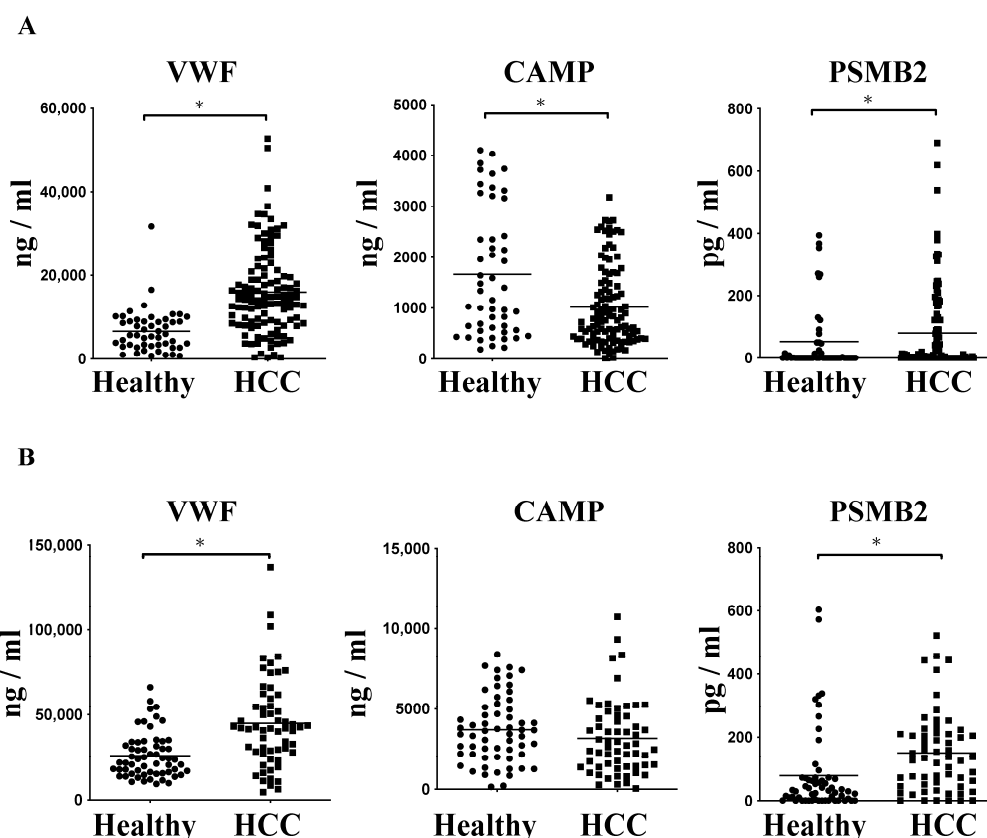 A
VWF
CAMP
PSMB2
60,000
40,000
20,000
0
ng / ml
*
Healthy
HCC
5000
4000
3000
2000
1000
0
ng / ml
*
Healthy
HCC
800
600
400
200
0
pg / ml
*
Healthy
HCC
B
VWF
CAMP
PSMB2
150,000
100,000
50,000
0
ng / ml
*
Healthy
HCC
15,000
10,000
5000
0
ng / ml
Healthy
HCC
800
600
400
200
0
pg / ml
*
Healthy
HCC